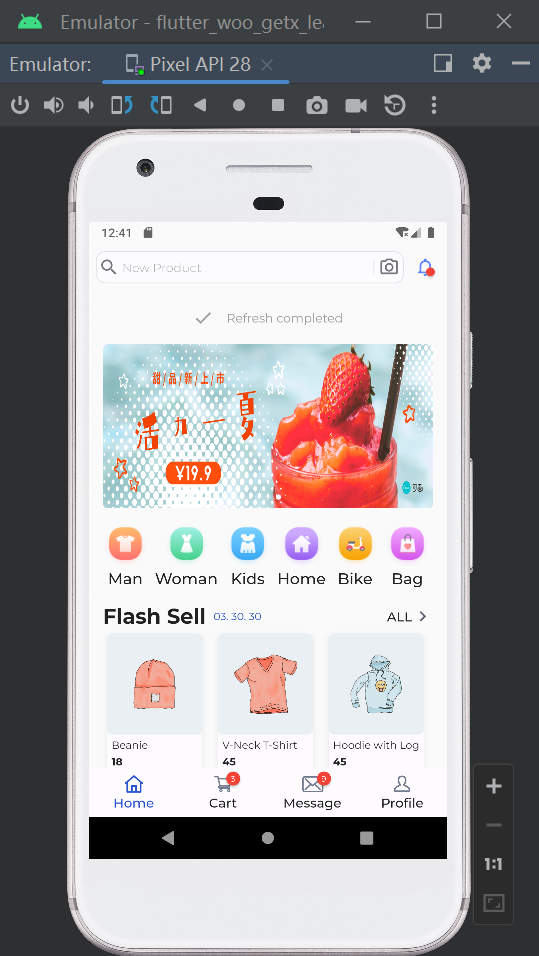 Emulator - flutter_woo_getx_lea
Emulator: Pixel API 28
12:41
New Product
Refresh completed
甜/品/新/上/市
活力一夏
¥19.9
Man Woman Kids Home Bike Bag
Flash Sell 03. 30. 30 ALL
Beanie V-Neck T-Shirt Hoodie with Log
18 45 45
3 9
Home Cart Message Profile
1:1